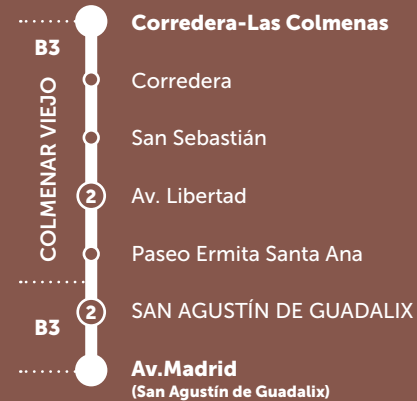 Corredera-Las Colmenas
B3
COLMENAR VIEJO
Corredera
San Sebastián
2 Av. Libertad
Paseo Ermita Santa Ana
2 SAN AGUSTÍN DE GUADALIX
B3
Av.Madrid
(San Agustín de Guadalix)